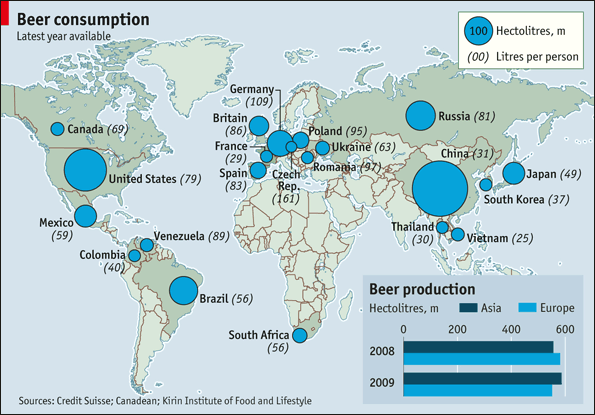 Beer consumption
Latest year available
100 Hectolitres, m
(00) Litres per person
Germany
(109)
Britain
(86)
Canada (69)
France
(29)
Poland (95)
Ukraine (63)
Russia (81)
China (31)
Japan (49)
United States (79)
Spain
(83)
Czech
Rep.
(161)
Romania (97)
South Korea (37)
Mexico
(59)
Venezuela (89)
Colombia
(40)
Thailand
(30)
Vietnam (25)
Brazil (56)
South Africa
(56)
Beer production
Hectolitres, m Asia Europe
0 200 400 600
2008
2009
Sources: Credit Suisse; Canadean; Kirin Institute of Food and Lifestyle